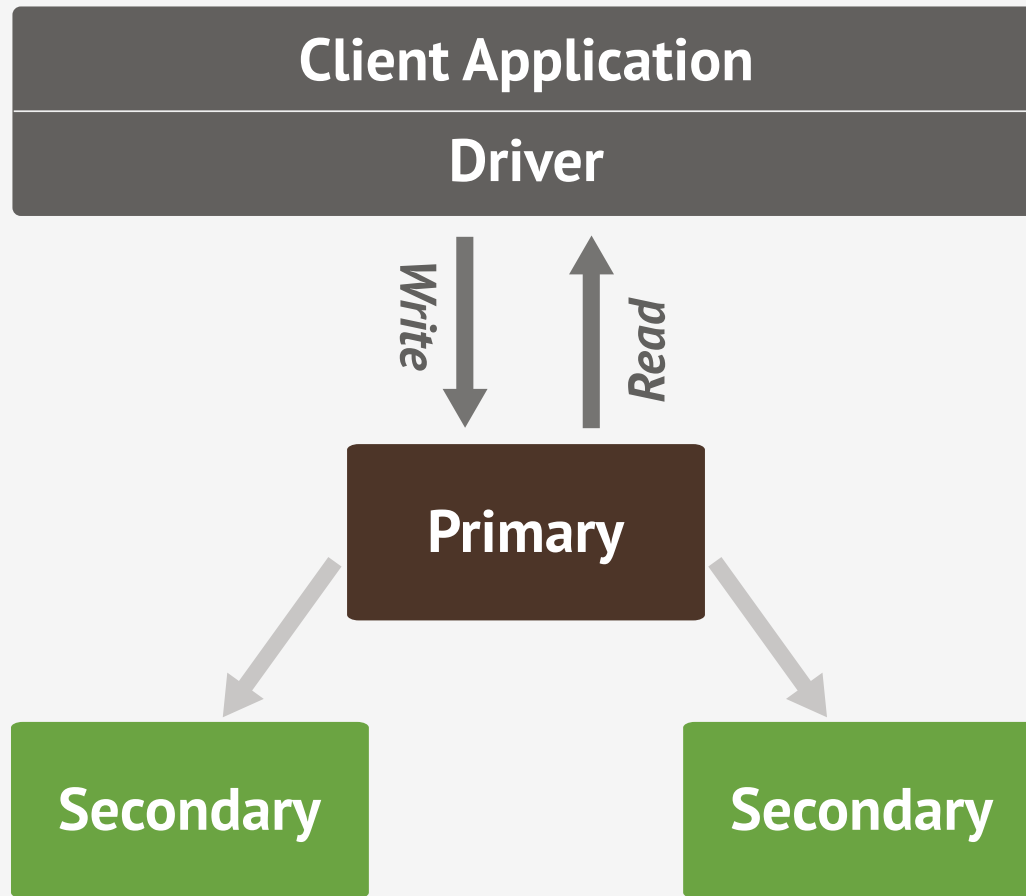 Client Application
Driver
Write
Read
Primary
Secondary
Secondary